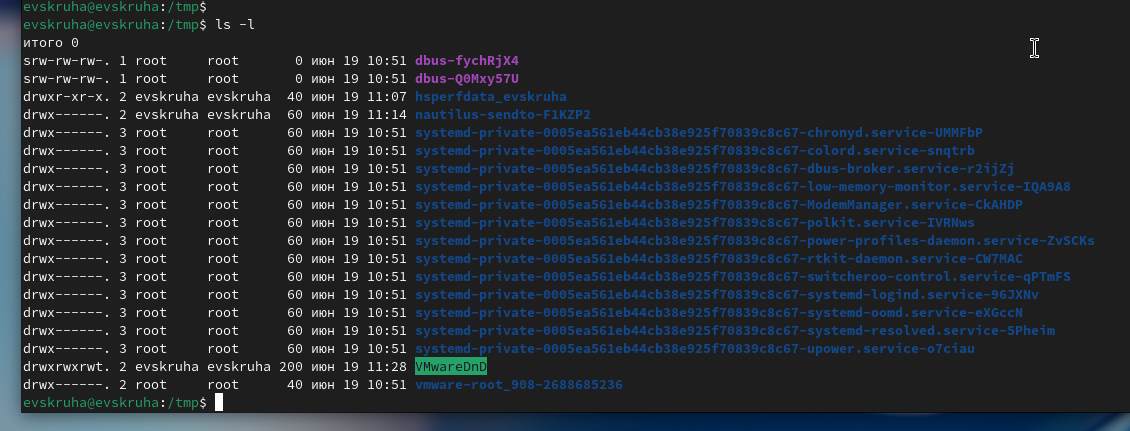 evskruha@evskruha:/tmp$
evskruha@evskruha:/tmp$ ls -l
итого 0
srw-rw-rw-. 1 root     root       0 июн 19 10:51 dbus-fychRjX4
srw-rw-rw-. 1 root     root       0 июн 19 10:51 dbus-Q0Mxy57U
drwxr-xr-x. 2 evskruha evskruha  40 июн 19 11:07 hsperfdata_evskruha
drwx------. 2 evskruha evskruha  60 июн 19 11:14 nautilus-sendto-F1KZP2
drwx------. 3 root     root      60 июн 19 10:51 systemd-private-0005ea561eb44cb38e925f70839c8c67-chronyd.service-UMMFbP
drwx------. 3 root     root      60 июн 19 10:51 systemd-private-0005ea561eb44cb38e925f70839c8c67-colord.service-snqtrb
drwx------. 3 root     root      60 июн 19 10:51 systemd-private-0005ea561eb44cb38e925f70839c8c67-dbus-broker.service-r2ijZj
drwx------. 3 root     root      60 июн 19 10:51 systemd-private-0005ea561eb44cb38e925f70839c8c67-low-memory-monitor.service-IQA9A8
drwx------. 3 root     root      60 июн 19 10:51 systemd-private-0005ea561eb44cb38e925f70839c8c67-ModemManager.service-CkAHDP
drwx------. 3 root     root      60 июн 19 10:51 systemd-private-0005ea561eb44cb38e925f70839c8c67-polkit.service-IVRNws
drwx------. 3 root     root      60 июн 19 10:51 systemd-private-0005ea561eb44cb38e925f70839c8c67-power-profiles-daemon.service-ZvSCKs
drwx------. 3 root     root      60 июн 19 10:51 systemd-private-0005ea561eb44cb38e925f70839c8c67-rtkit-daemon.service-CW7MAC
drwx------. 3 root     root      60 июн 19 10:51 systemd-private-0005ea561eb44cb38e925f70839c8c67-switcheroo-control.service-qPTmFS
drwx------. 3 root     root      60 июн 19 10:51 systemd-private-0005ea561eb44cb38e925f70839c8c67-systemd-logind.service-96JXNv
drwx------. 3 root     root      60 июн 19 10:51 systemd-private-0005ea561eb44cb38e925f70839c8c67-systemd-oomd.service-eXGccN
drwx------. 3 root     root      60 июн 19 10:51 systemd-private-0005ea561eb44cb38e925f70839c8c67-systemd-resolved.service-5Pheim
drwx------. 3 root     root      60 июн 19 10:51 systemd-private-0005ea561eb44cb38e925f70839c8c67-upower.service-o7ciau
drwxrwxrwt. 2 evskruha evskruha 200 июн 19 11:28 VMwareDnD
drwx------. 2 root     root      40 июн 19 10:51 vmware-root_908-2688685236
evskruha@evskruha:/tmp$